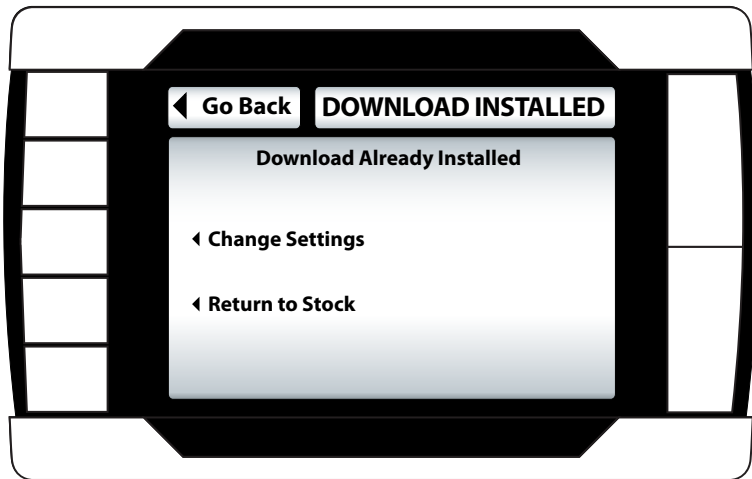 Go Back
DOWNLOAD INSTALLED
Download Already Installed
Change Settings
Return to Stock